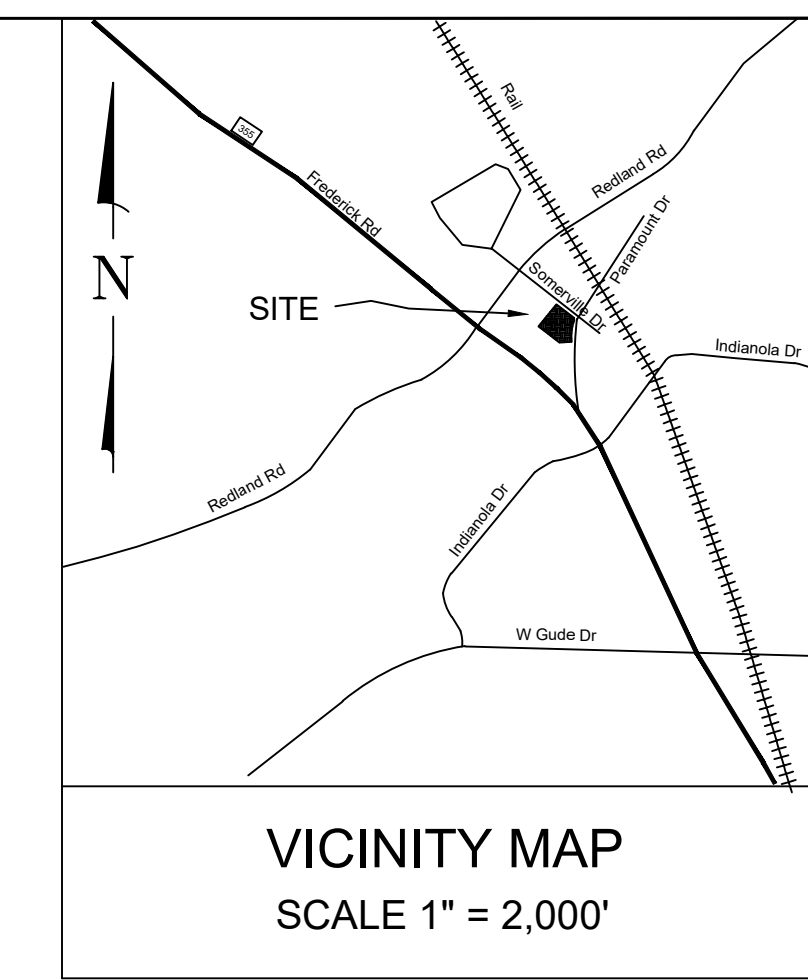 Rail
355
Redland Rd
Frederick Rd
Paramount Dr
N
Somerville Dr
SITE
Indianola Dr
Redland Rd
Indianola Dr
W Gude Dr
VICINITY MAP
SCALE 1" = 2,000'